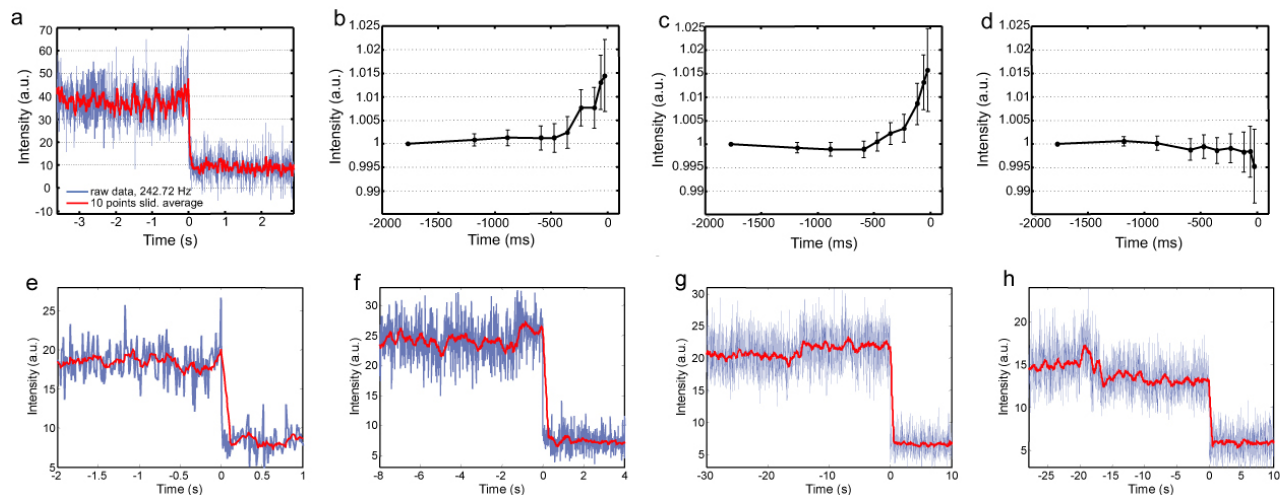 a
Intensity (a.u.)
70
60
50
40
30
20
10
0
-10
raw data, 242.72 Hz
10 points slid. average
-3 -2 -1 0 1 2
Time (s)
b
Intensity (a.u.)
1.025
1.02
1.015
1.01
1.005
1
0.995
0.99
-2000 -1500 -1000 -500 0
Time (ms)
c
Intensity (a.u.)
1.025
1.02
1.015
1.01
1.005
1
0.995
0.99
-2000 -1500 -1000 -500 0
Time (ms)
d
Intensity (a.u.)
1.025
1.02
1.015
1.01
1.005
1
0.995
0.99
-2000 -1500 -1000 -500 0
Time (ms)
e
Intensity (a.u.)
30
25
20
15
10
5
-2 -1.5 -1 -0.5 0 0.5 1
Time (s)
f
Intensity (a.u.)
30
25
20
15
10
5
-8 -6 -4 -2 0 2 4
Time (s)
g
Intensity (a.u.)
30
25
20
15
10
5
-30 -20 -10 0 10
Time (s)
h
Intensity (a.u.)
20
15
10
5
-25 -20 -15 -10 -5 0 5 10
Time (s)